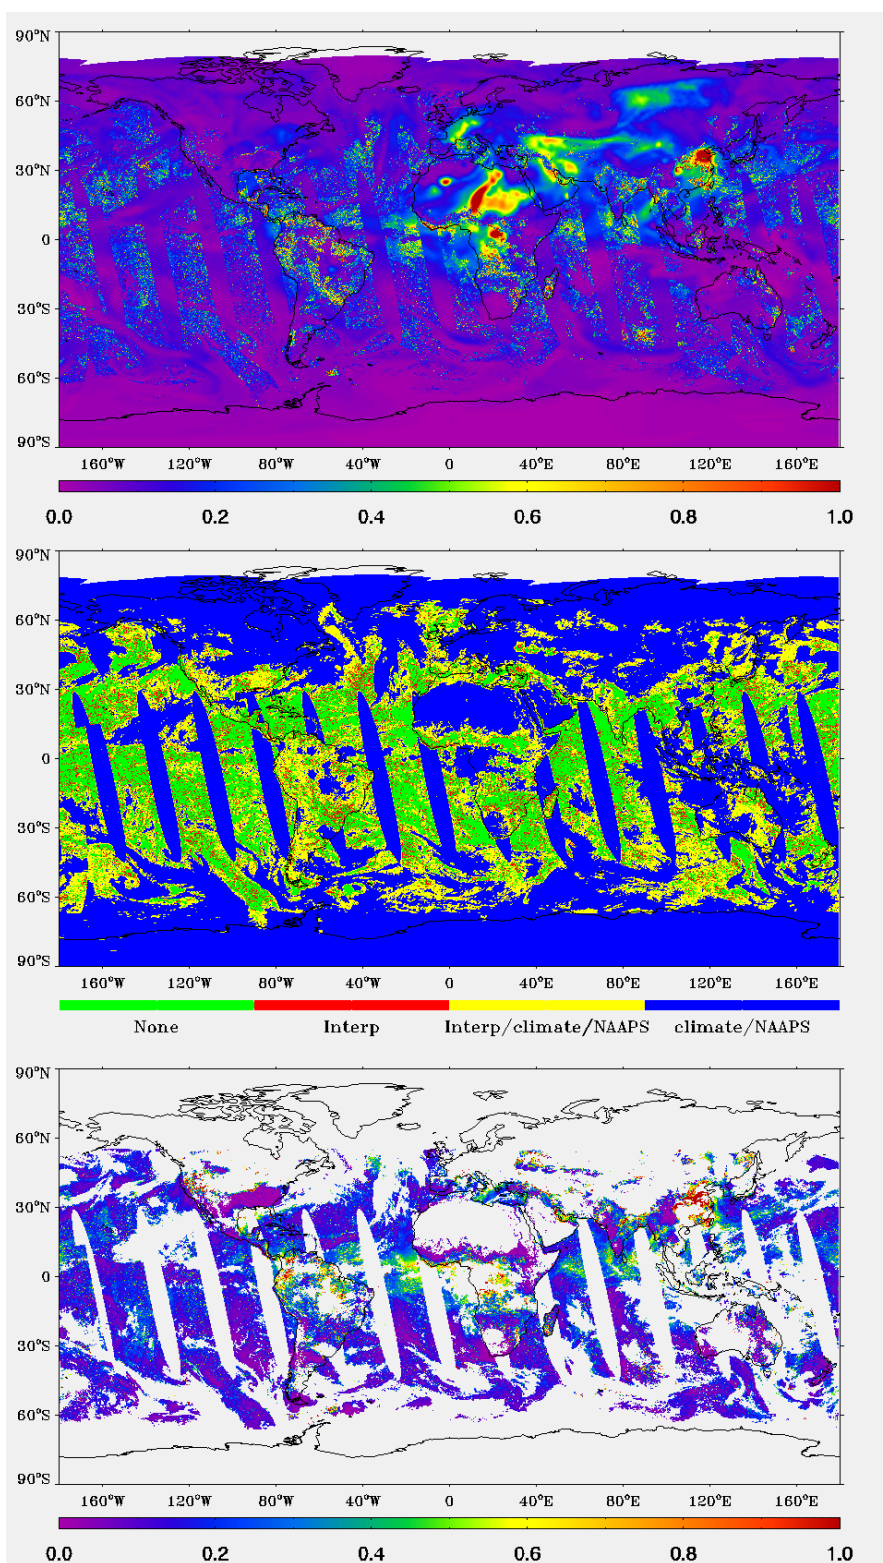 90°N
60°N
30°N
0
30°S
60°S
90°S
160°W 120°W 80°W 40°W 0 40°E 80°E 120°E 160°E
0.0 0.2 0.4 0.6 0.8 1.0
90°N
60°N
30°N
0
30°S
60°S
90°S
160°W 120°W 80°W 40°W 0 40°E 80°E 120°E 160°E
None Interp Interp/climate/NAAPS climate/NAAPS
90°N
60°N
30°N
0
30°S
60°S
90°S
160°W 120°W 80°W 40°W 0 40°E 80°E 120°E 160°E
0.0 0.2 0.4 0.6 0.8 1.0